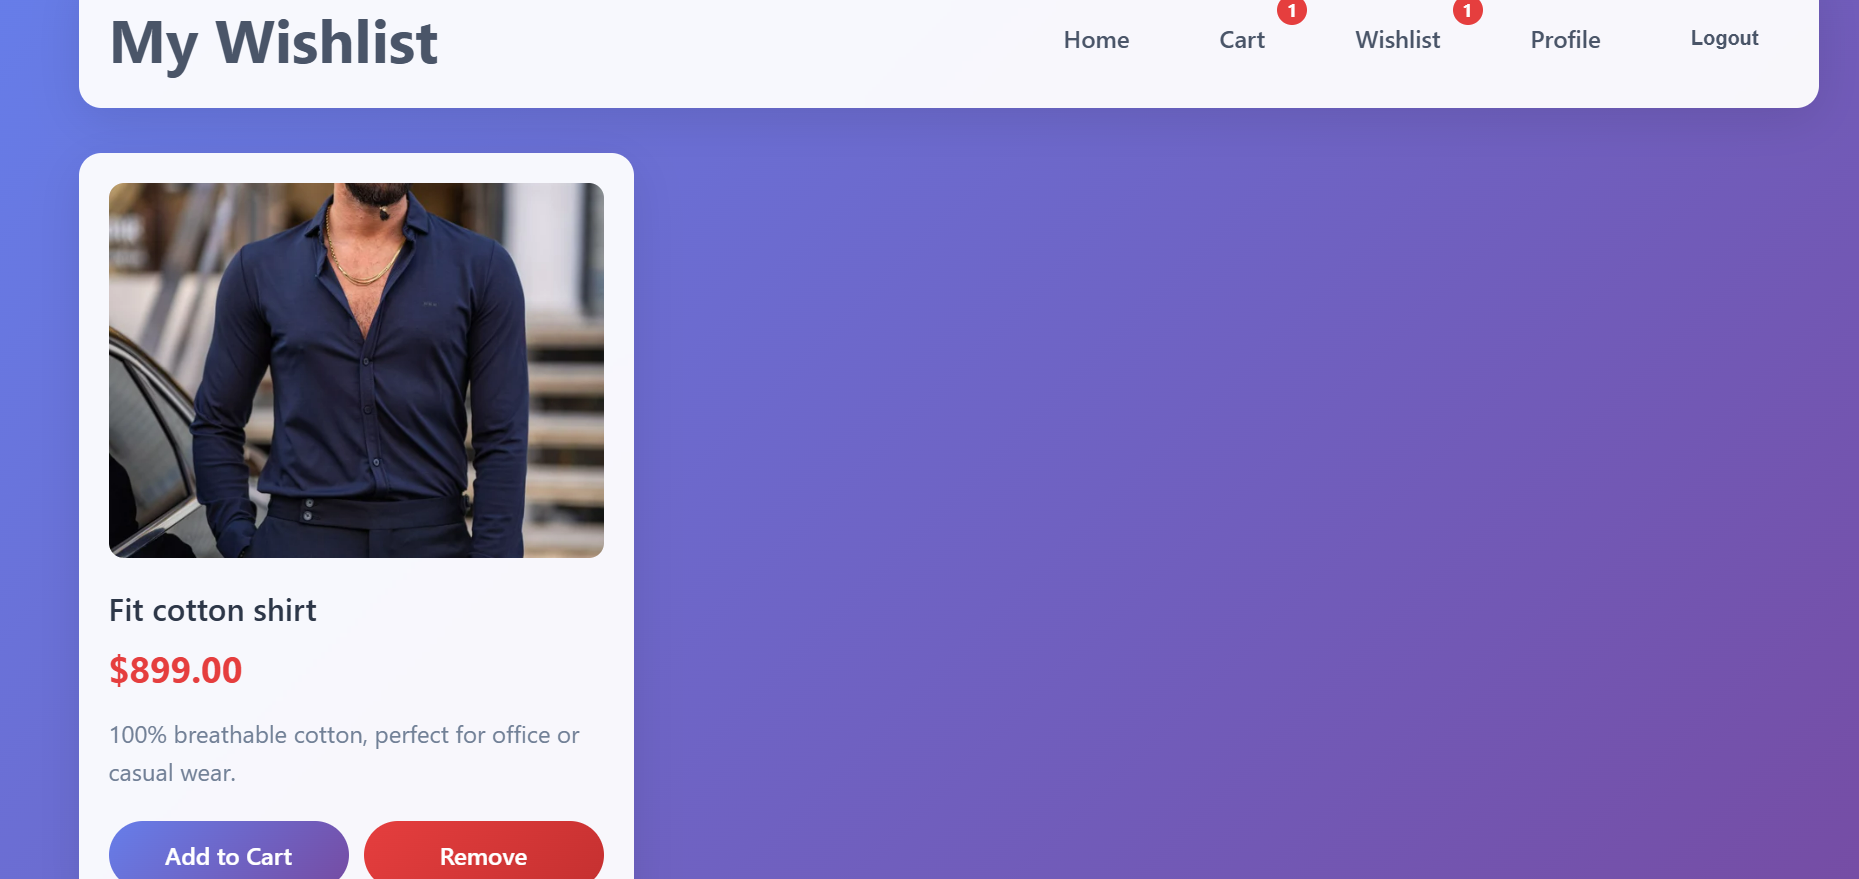 My Wishlist
Home
Cart
1
Wishlist
1
Profile
Logout
Fit cotton shirt
$899.00
100% breathable cotton, perfect for office or
casual wear.
Add to Cart
Remove